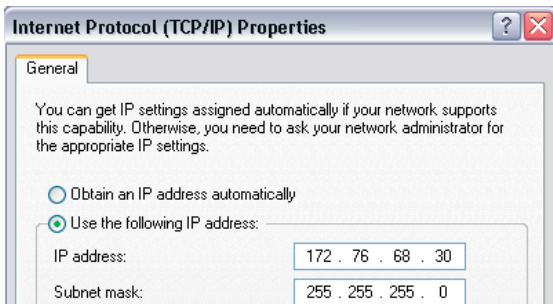 Internet Protocol (TCP/IP) Properties ?
General
You can get IP settings assigned automatically if your network supports
this capability. Otherwise, you need to ask your network administrator for
the appropriate IP settings.
Obtain an IP address automatically
Use the following IP address:
IP address: 172 . 76 . 68 . 30
Subnet mask: 255 . 255 . 255 . 0